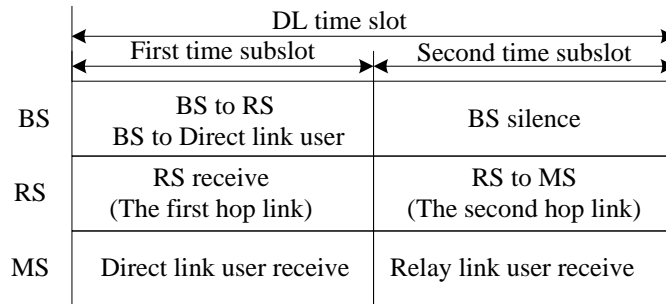 DL time slot
First time subslot
Second time subslot
BS
BS to RS
BS to Direct link user
BS silence
RS
RS receive
(The first hop link)
RS to MS
(The second hop link)
MS
Direct link user receive
Relay link user receive